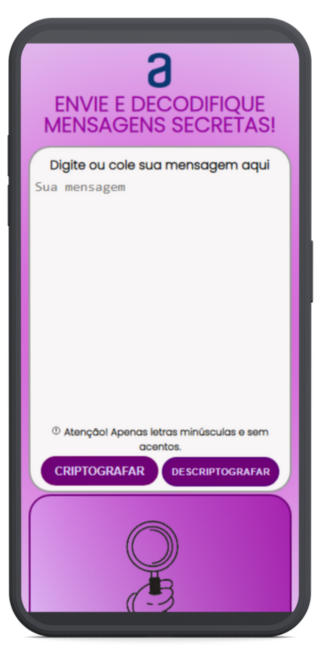 a
ENVIE E DECODIFIQUE
MENSAGENS SECRETAS!
Digite ou cole sua mensagem aqui
Sua mensagem
Atenção! Apenas letras minúsculas e sem
acentos.
CRIPTOGRAFAR DESCRIPTOGRAFAR